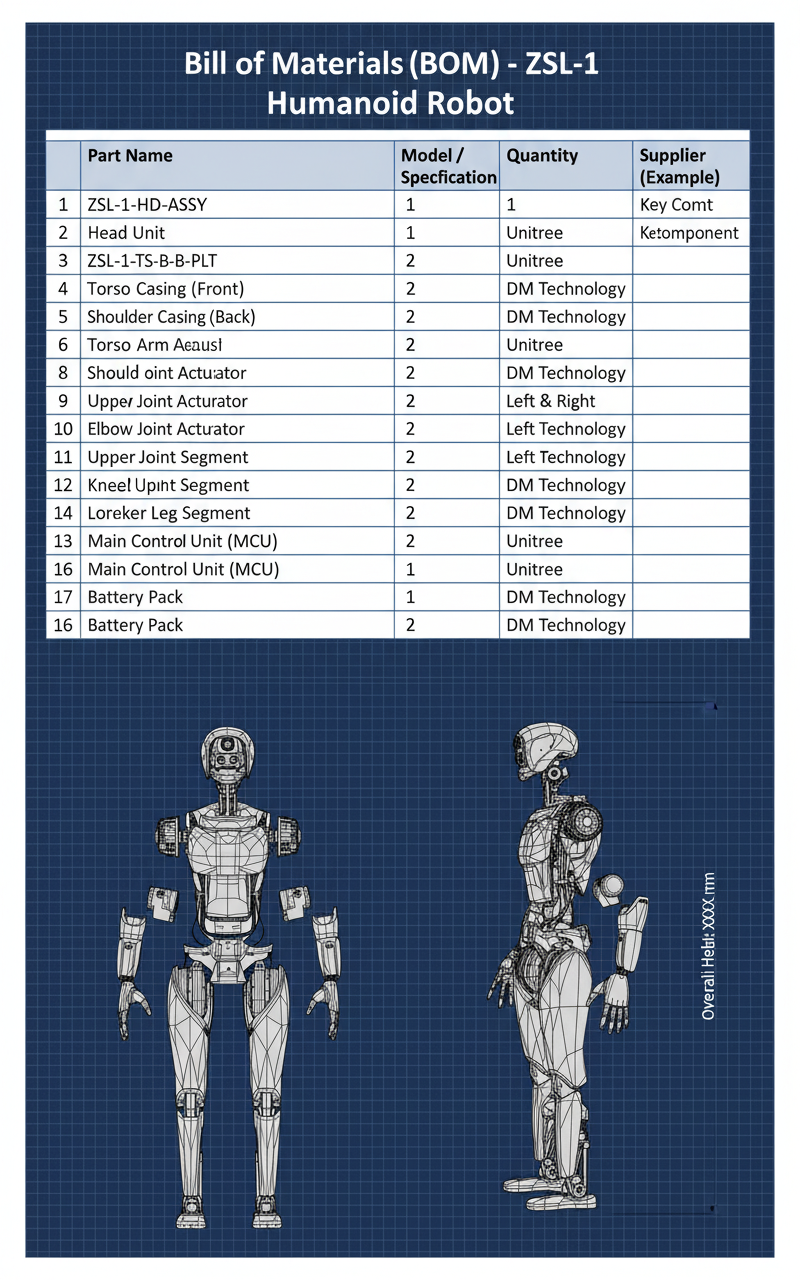 Bill of Materials (BOM) - ZSL-1
Humanoid Robot
Part Name Model / Specfication Quantity Supplier (Example)
1 ZSL-1-HD-ASSY 1 1 Key Comt
2 Head Unit 1 Unitree Ketomponent
3 ZSL-1-TS-B-B-PLT 2 Unitree
4 Torso Casing (Front) 2 DM Technology
5 Shoulder Casing (Back) 2 DM Technology
6 Torso Arm 2 Unitree
8 Should oint Actuator 2 DM Technology
9 Upper Joint Acturator 2 Left & Right
10 Elbow Joint Actuator 2 Left Technology
11 Upper Joint Segment 2 Left Technology
12 Segment 2 DM Technology
14 Loreker Leg Segment 2 DM Technology
13 Main Control Unit (MCU) 2 Unitree
16 Main Control Unit (MCU) 1 Unitree
17 Battery Pack 1 DM Technology
16 Battery Pack 2 DM Technology
Overall XXXX mm